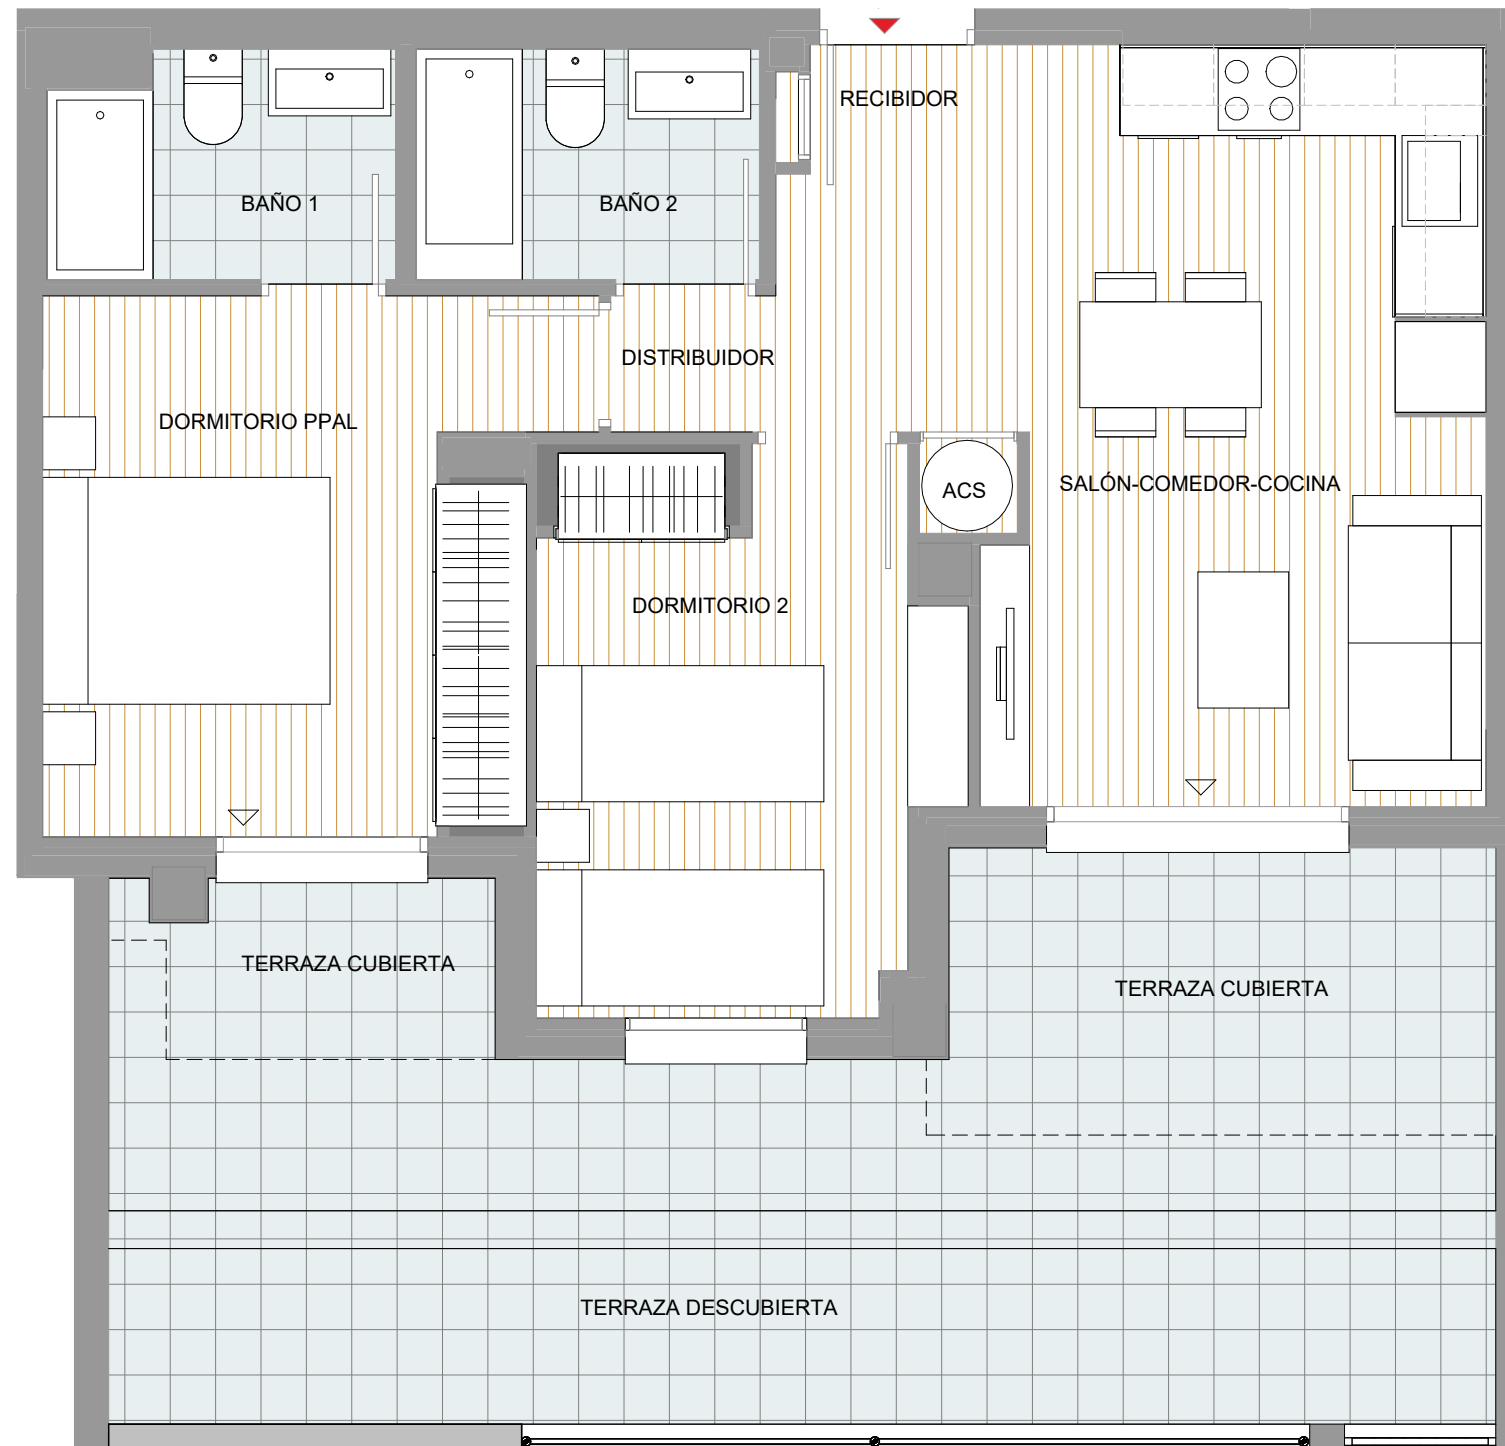 RECIBIDOR
BAÑO 1
BAÑO 2
DISTRIBUIDOR
DORMITORIO PPAL
ACS
SALÓN-COMEDOR-COCINA
DORMITORIO 2
TERRAZA CUBIERTA
TERRAZA CUBIERTA
TERRAZA DESCUBIERTA